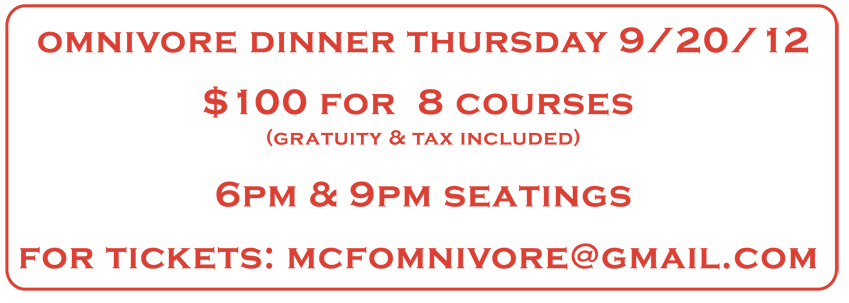 OMNIVORE DINNER THURSDAY 9/20/12
$100 FOR 8 COURSES
(GRATUITY & TAX INCLUDED)
6PM & 9PM SEATINGS
FOR TICKETS: MCFOMNIVORE@GMAIL.COM